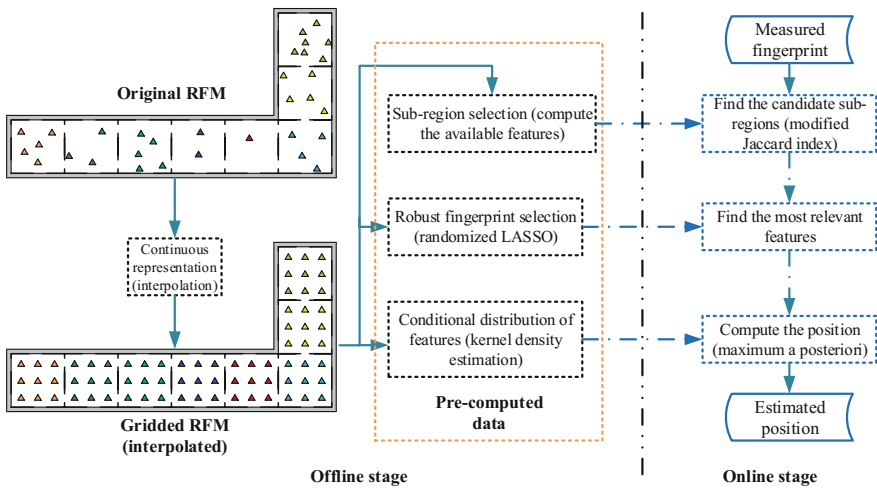 Original RFM
Continuous
representation
(interpolation)
Gridded RFM
(interpolated)
Sub-region selection (compute
the available features)
Robust fingerprint selection
(randomized LASSO)
Conditional distribution of
features (kernel density
estimation)
Pre-computed
data
Offline stage
Measured
fingerprint
Find the candidate sub-
regions (modified
Jaccard index)
Find the most relevant
features
Compute the position
(maximum a posteriori)
Estimated
position
Online stage